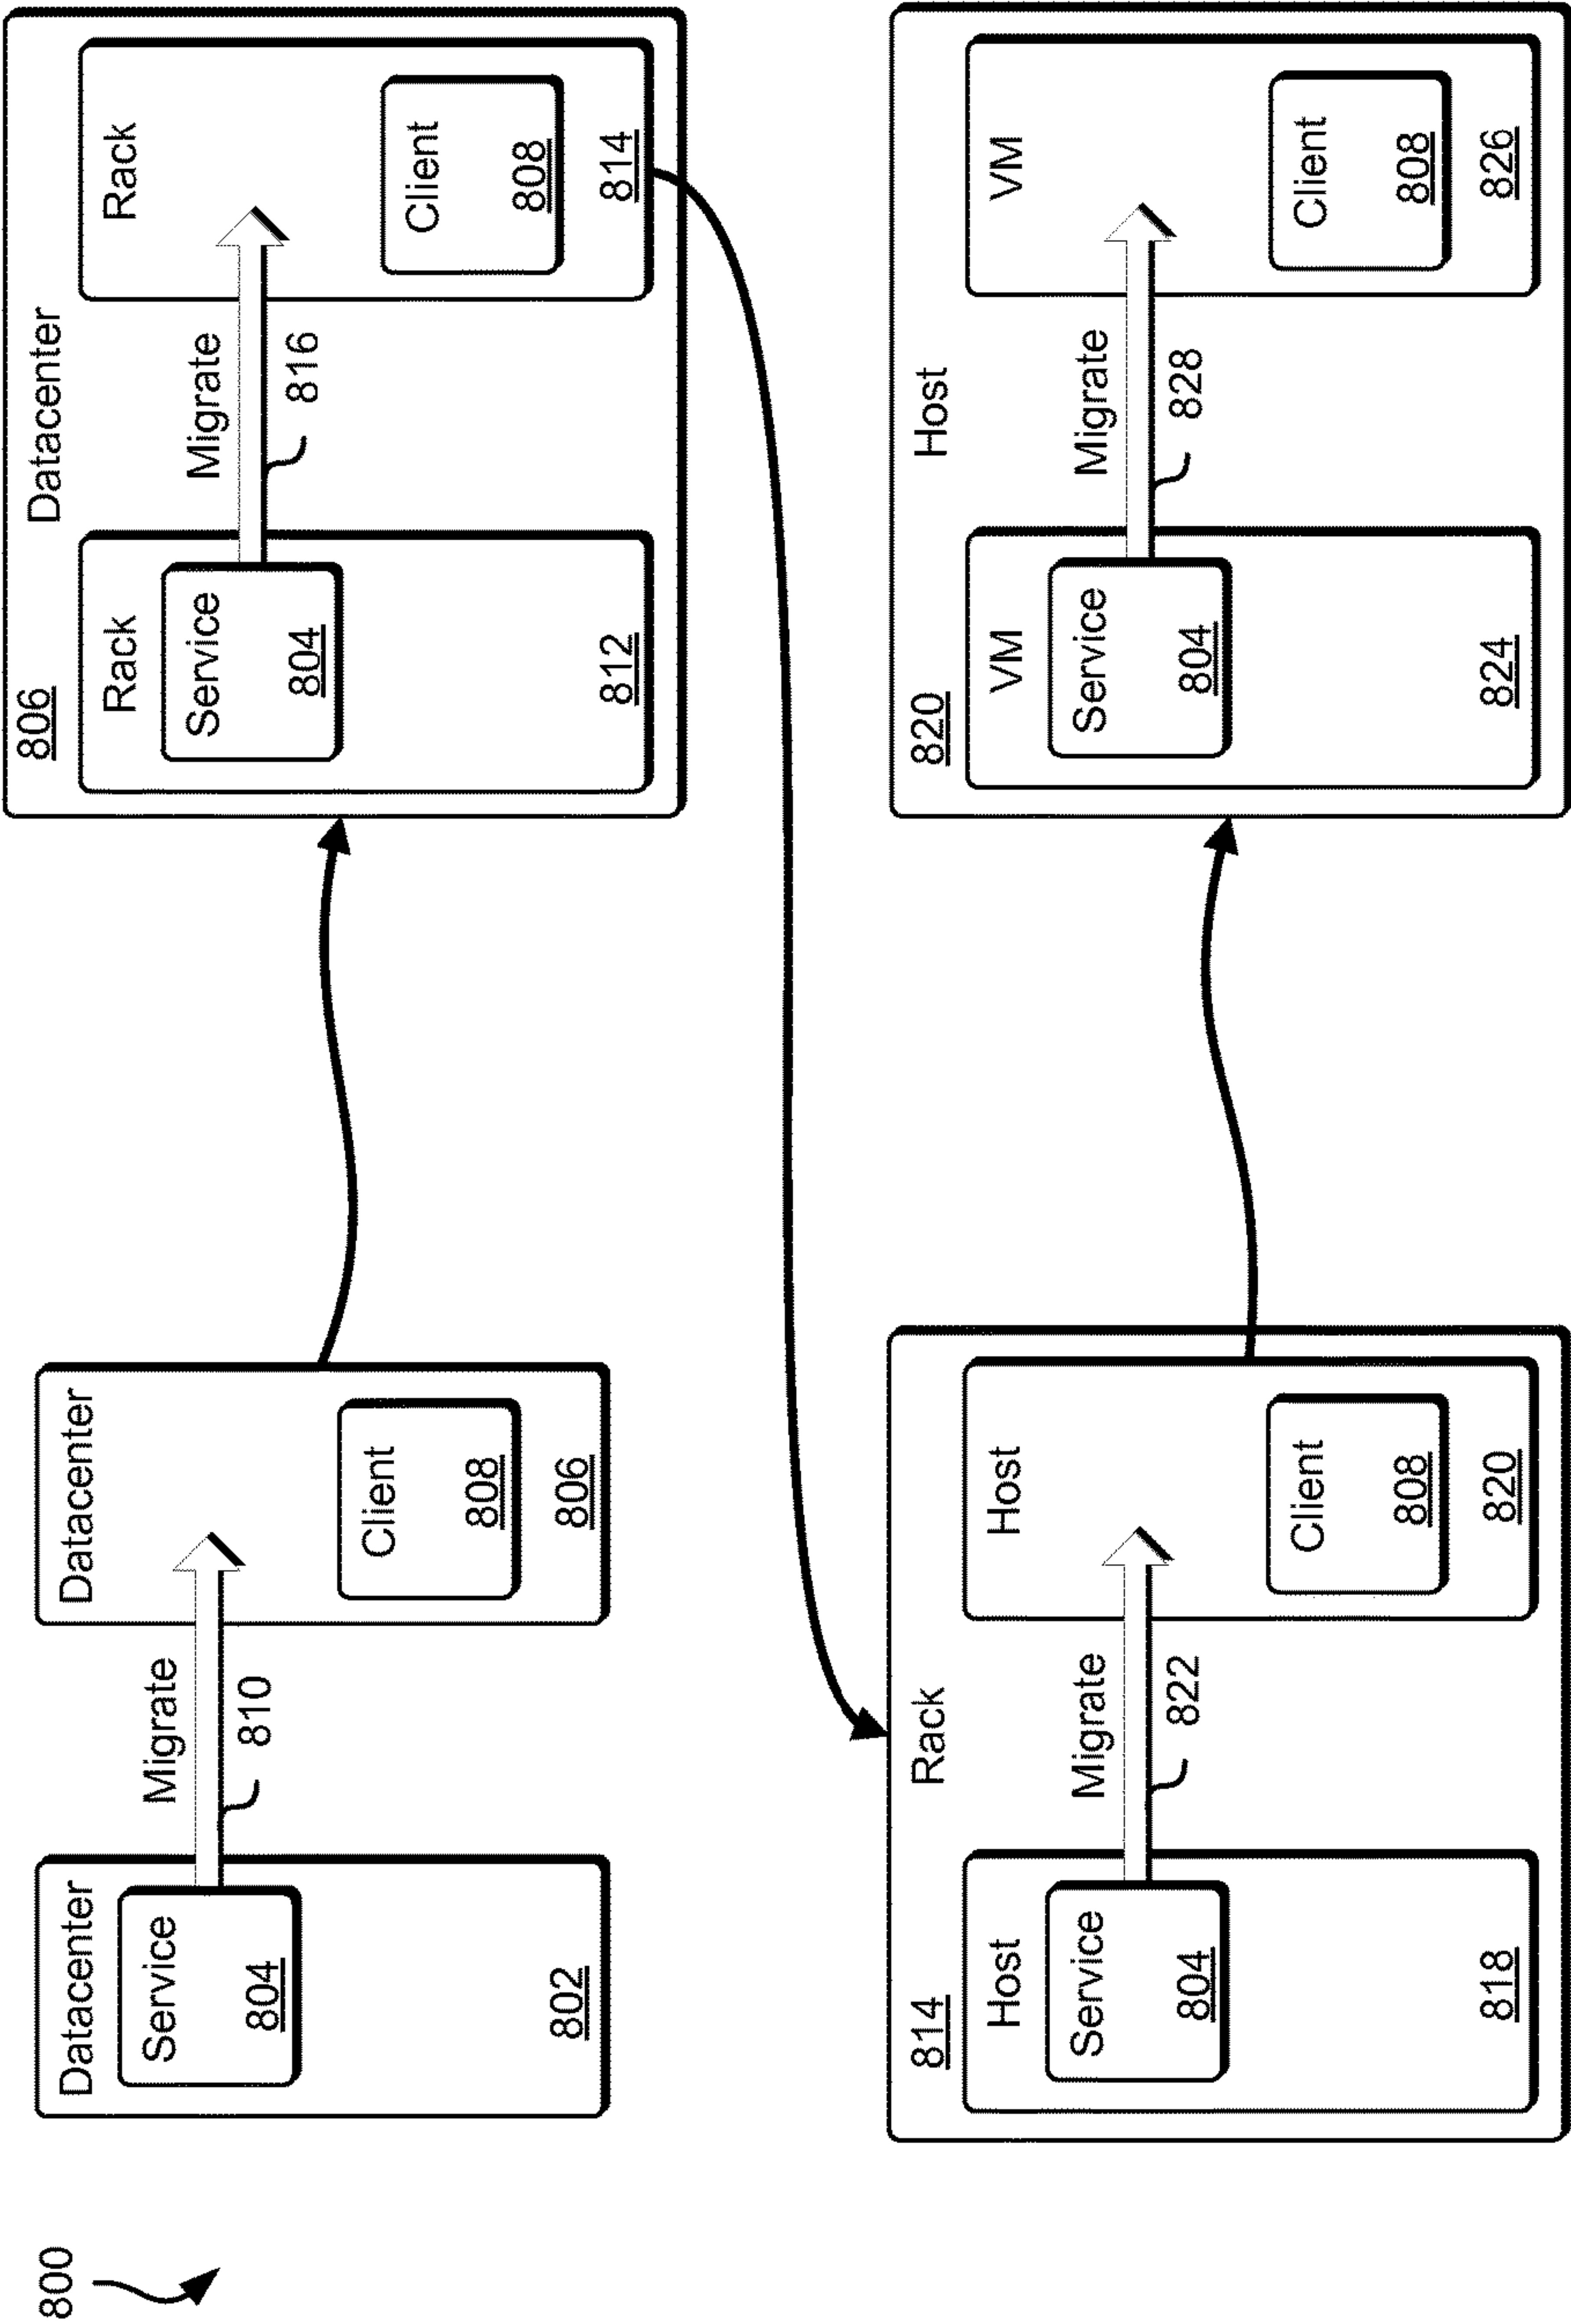 800
Datacenter
Service
804
802
Migrate
810
Datacenter
Client
808
806
806
Datacenter
Rack
Service
804
812
Migrate
816
Rack
Client
808
814
814
Rack
Host
Service
804
818
Migrate
822
Host
Client
808
820
820
Host
VM
Service
804
824
Migrate
828
VM
Client
808
826